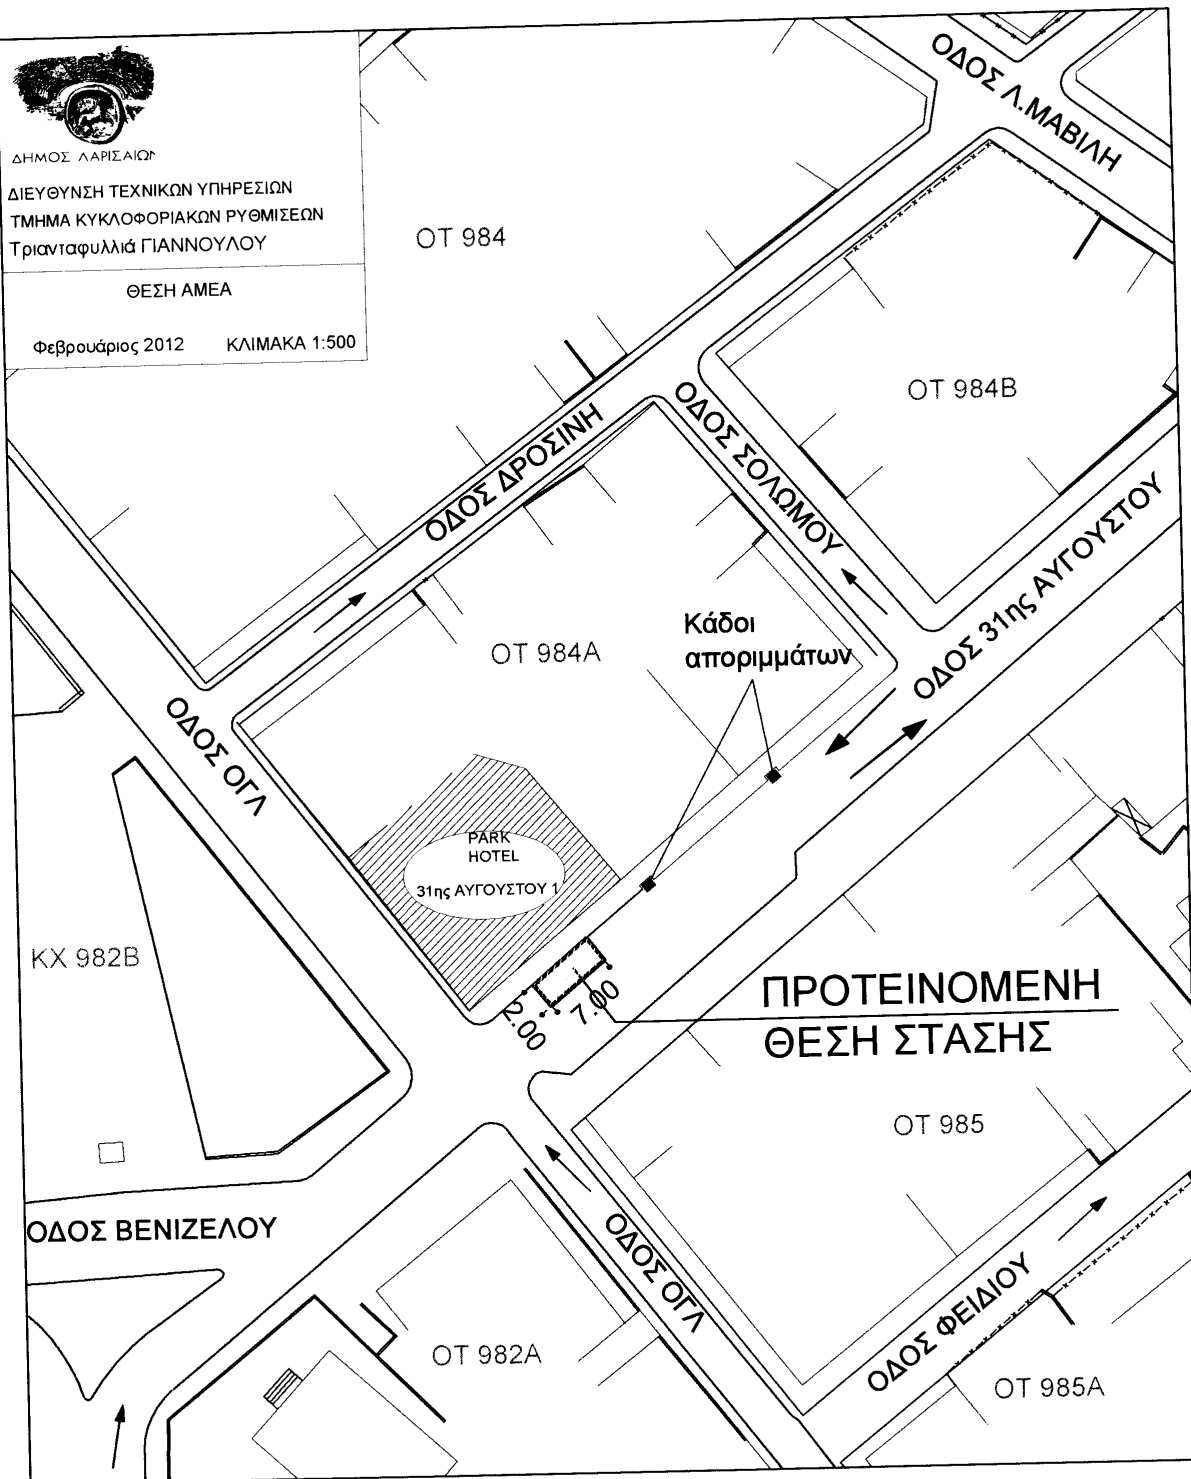 ΔΗΜΟΣ ΛΑΡΙΣΑΙΩΝ
ΔΙΕΥΘΥΝΣΗ ΤΕΧΝΙΚΩΝ ΥΠΗΡΕΣΙΩΝ
ΤΜΗΜΑ ΚΥΚΛΟΦΟΡΙΑΚΩΝ ΡΥΘΜΙΣΕΩΝ
Τριανταφυλλιά ΓΙΑΝΝΟΥΛΟΥ
ΘΕΣΗ ΑΜΕΑ
Φεβρουάριος 2012 ΚΛΙΜΑΚΑ 1:500
ΟΔΟΣ Λ.ΜΑΒΙΛΗ
ΟΤ 984
ΟΤ 984Β
ΟΔΟΣ ΔΡΟΣΙΝΗ
ΟΔΟΣ ΣΟΛΩΜΟΥ
ΟΔΟΣ 31ης ΑΥΓΟΥΣΤΟΥ
Κάδοι
απορριμμάτων
ΟΤ 984Α
ΟΔΟΣ ΟΓΛ
PARK
HOTEL
31ης ΑΥΓΟΥΣΤΟΥ 1
ΚΧ 982Β
2.00
7.00
ΠΡΟΤΕΙΝΟΜΕΝΗ
ΘΕΣΗ ΣΤΑΣΗΣ
ΟΤ 985
ΟΔΟΣ ΒΕΝΙΖΕΛΟΥ
ΟΔΟΣ ΟΓΛ
ΟΔΟΣ ΦΕΙΔΙΟΥ
ΟΤ 982Α
ΟΤ 985Α